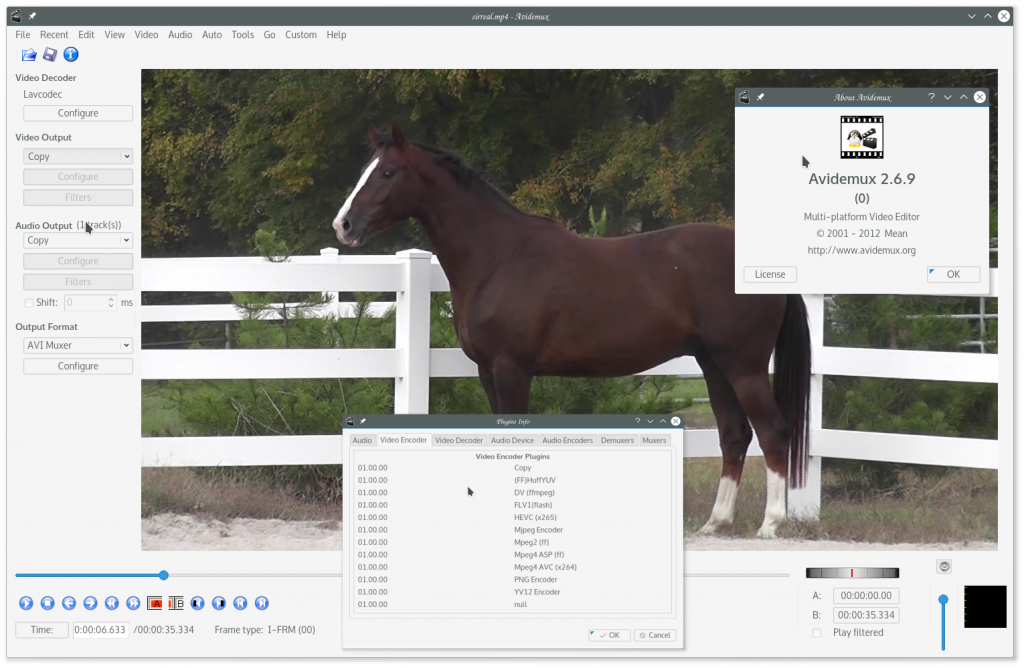 sirreal.mp4 - Avidemux
File Recent Edit View Video Audio Auto Tools Go Custom Help
Video Decoder
Lavcodec
Configure
Video Output
Copy
Configure
Filters
Audio Output (1 track(s))
Copy
Configure
Filters
Shift: 0 ms
Output Format
AVI Muxer
Configure
About Avidemux
Avidemux 2.6.9
(0)
Multi-platform Video Editor
© 2001 - 2012 Mean
http://www.avidemux.org
License OK
Plugins Info
Audio Video Encoder Video Decoder Audio Device Audio Encoders Demuxers Muxers
Video Encoder Plugins
01.00.00 Copy
01.00.00 (FF)HuffYUV
01.00.00 DV (ffmpeg)
01.00.00 FLV1(flash)
01.00.00 HEVC (x265)
01.00.00 Mjpeg Encoder
01.00.00 Mpeg2 (ff)
01.00.00 Mpeg4 ASP (ff)
01.00.00 Mpeg4 AVC (x264)
01.00.00 PNG Encoder
01.00.00 YV12 Encoder
01.00.00 null
OK Cancel
A B
Time: 0:00:06.633 /00:00:35.334 Frame type: I-FRM (00)
A: 00:00:00.00
B: 00:00:35.334
Play filtered